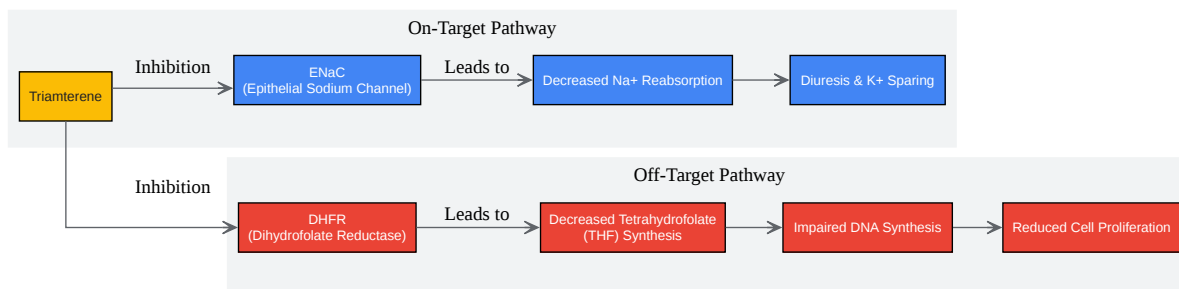 On-Target Pathway
Triamterene
Inhibition
ENaC
(Epithelial Sodium Channel)
Leads to
Decreased Na+ Reabsorption
Diuresis & K+ Sparing
Off-Target Pathway
Inhibition
DHFR
(Dihydrofolate Reductase)
Leads to
Decreased Tetrahydrofolate
(THF) Synthesis
Impaired DNA Synthesis
Reduced Cell Proliferation